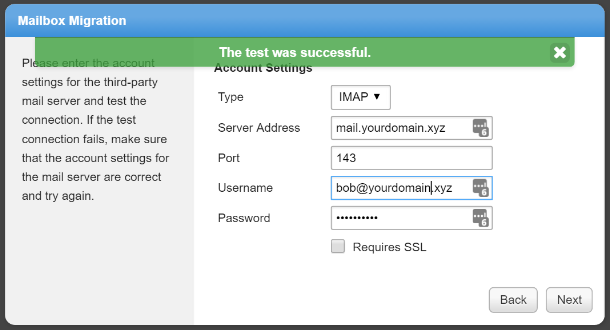 Mailbox Migration
The test was successful.
Please enter the account
settings for the third-party
mail server and test the
connection. If the test
connection fails, make sure
that the account settings for
the mail server are correct
and try again.
Account Settings
Type IMAP ▼
Server Address mail.yourdomain.xyz 6
Port 143
Username bob@yourdomain.xyz 6
Password •••••••••• 6
Requires SSL
Back Next